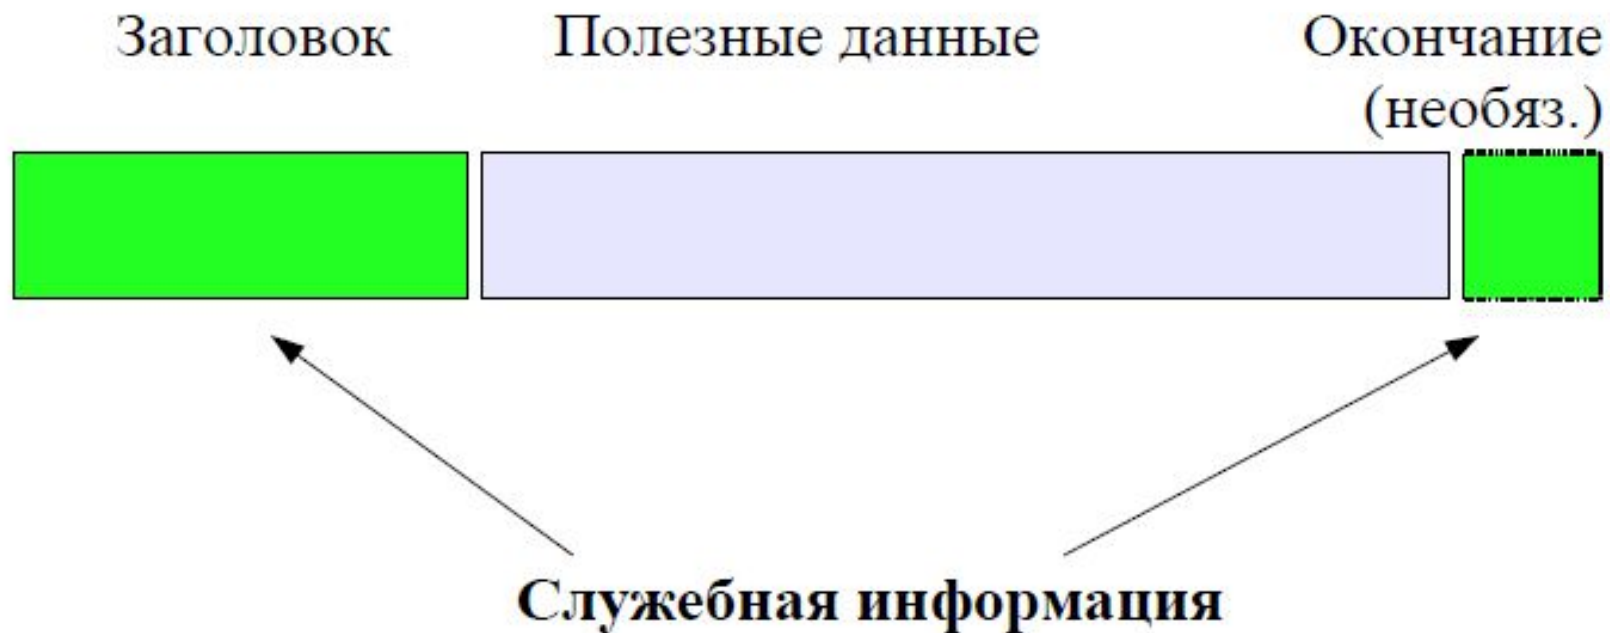 Заголовок
Полезные данные
Окончание
(необяз.)
Служебная информация